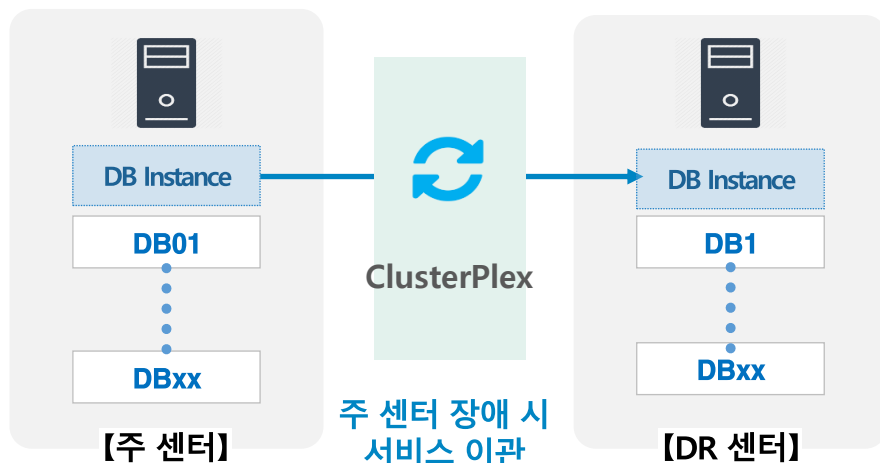 DB Instance
DB01
DBxx
【주 센터】
ClusterPlex
주 센터 장애 시
서비스 이관
DB Instance
DB1
DBxx
【DR 센터】